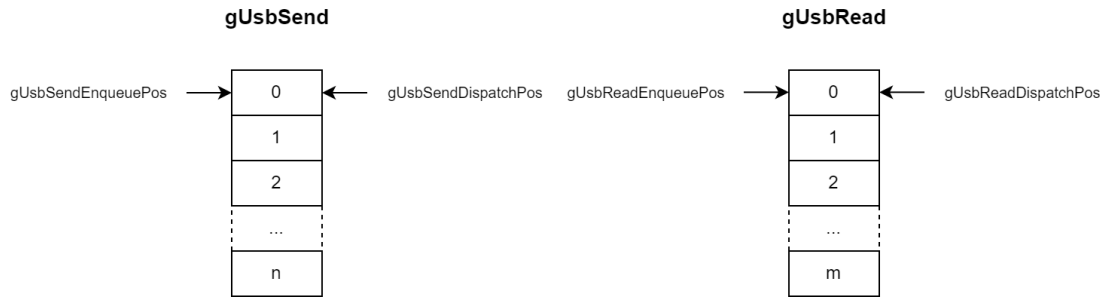 gUsbSend
gUsbRead
gUsbSendEnqueuePos
0
gUsbSendDispatchPos
gUsbReadEnqueuePos
0
gUsbReadDispatchPos
1
1
2
2
...
...
n
m